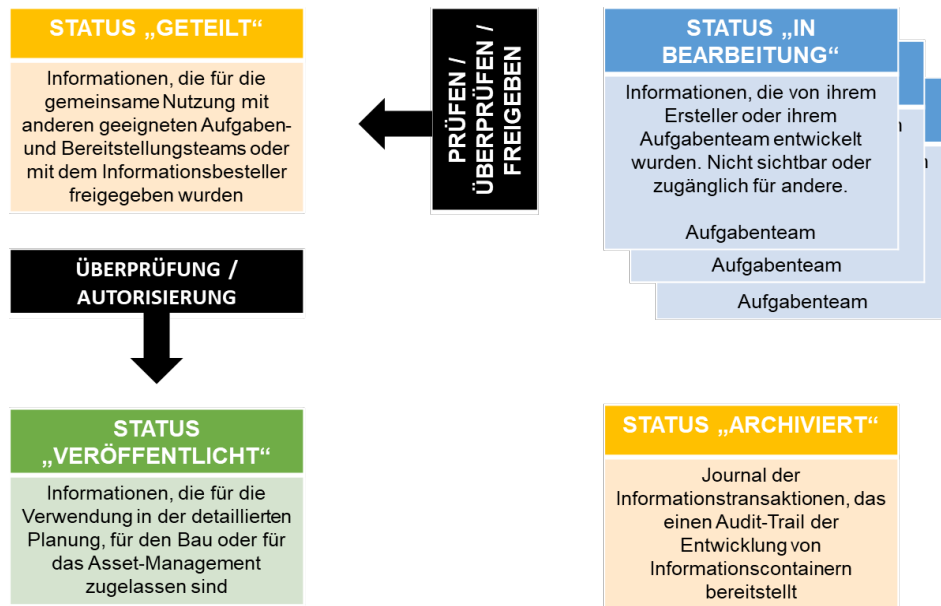 STATUS „GETEILT“
Informationen, die für die
gemeinsame Nutzung mit
anderen geeigneten Aufgaben-
und Bereitstellungsteams oder
mit dem Informationsbesteller
freigegeben wurden
PRÜFEN /
ÜBERPRÜFEN /
FREIGEBEN
STATUS „IN
BEARBEITUNG“
Informationen, die von ihrem
Ersteller oder ihrem
Aufgabenteam entwickelt
wurden. Nicht sichtbar oder
zugänglich für andere.
Aufgabenteam
Aufgabenteam
Aufgabenteam
ÜBERPRÜFUNG /
AUTORISIERUNG
STATUS
„VERÖFFENTLICHT“
Informationen, die für die
Verwendung in der detaillierten
Planung, für den Bau oder für
das Asset-Management
zugelassen sind
STATUS „ARCHIVIERT“
Journal der
Informationstransaktionen, das
einen Audit-Trail der
Entwicklung von
Informationscontainern
bereitstellt